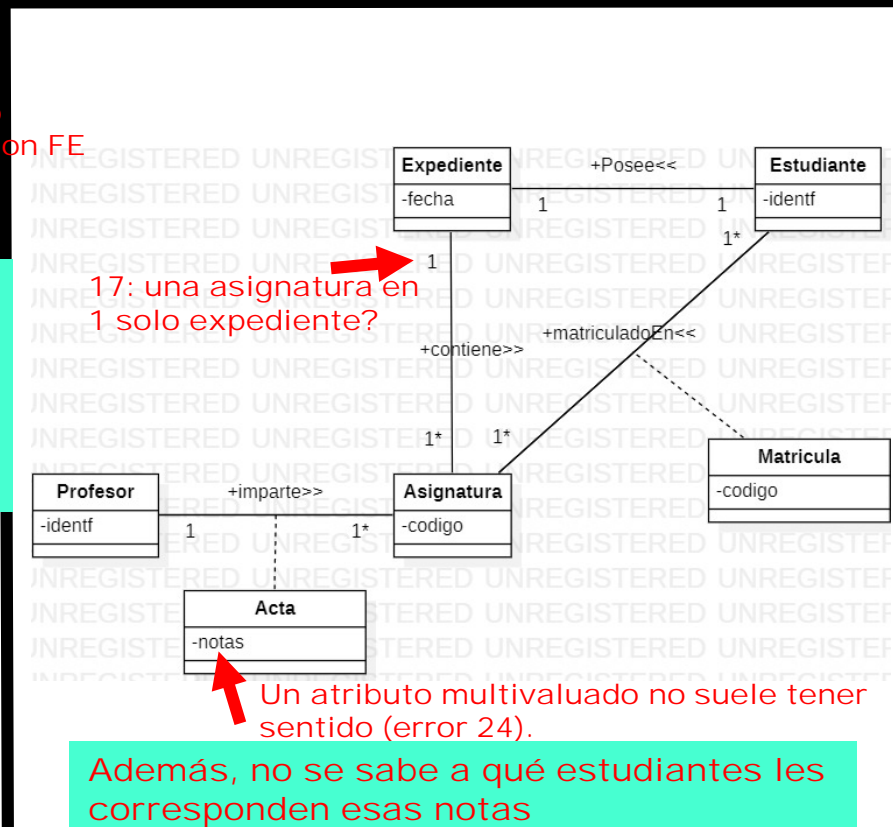 on FE
UNREGISTERED
Expediente
-fecha
+Posee<<
1
1
Estudiante
-identf
1*
1
17: una asignatura en
1 solo expediente?
+contiene>>
+matriculadoEn<<
1*
1*
Matricula
-codigo
Profesor
-identf
+imparte>>
1
1*
Asignatura
-codigo
Acta
-notas
Un atributo multivaluado no suele tener
sentido (error 24).
Además, no se sabe a qué estudiantes les
corresponden esas notas